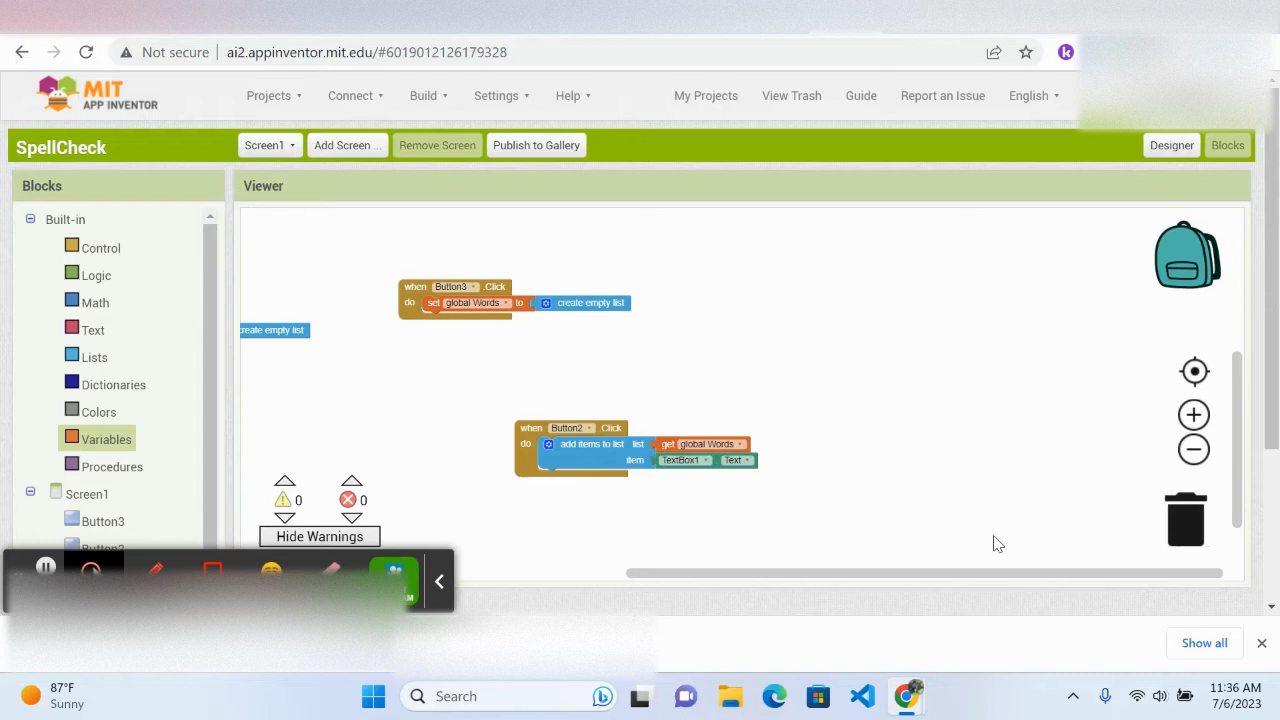 Not secure
ai2.appinventor.mit.edu/#6019012126179328
k
MIT
APP INVENTOR
Projects
Connect
Build
Settings
Help
My Projects
View Trash
Guide
Report an Issue
English
SpellCheck
Screen1
Add Screen ...
Remove Screen
Publish to Gallery
Designer
Blocks
Blocks
Viewer
Built-in
Control
Logic
Math
Text
Lists
Dictionaries
Colors
Variables
Procedures
Screen1
Button3
Button2
when Button3 .Click
do set global Words to create empty list
create empty list
when Button2 .Click
do add items to list list get global Words
item TextBox1 . Text
0
0
Hide Warnings
Show all
87°F
Sunny
Search
11:36 AM
7/6/2023